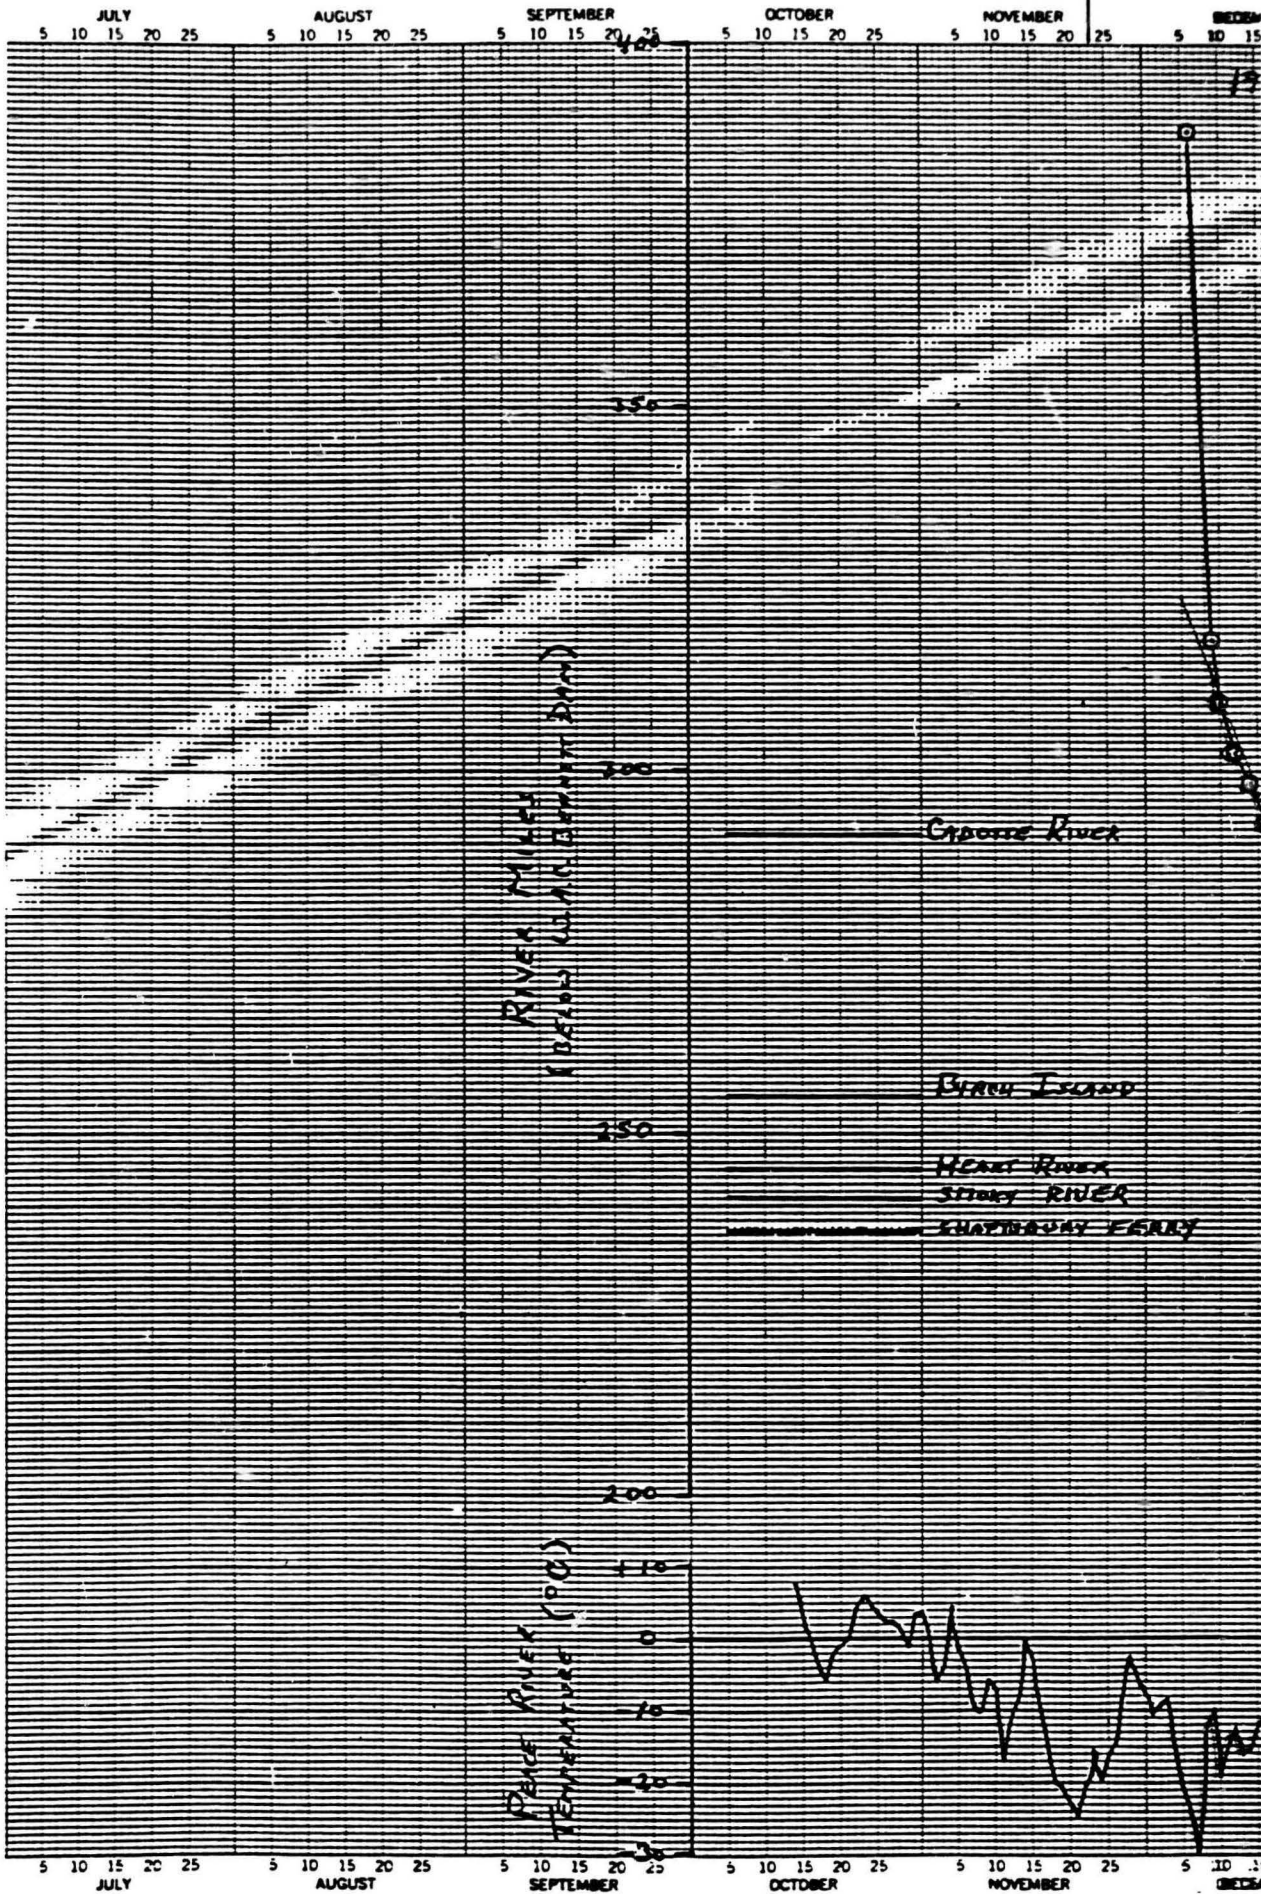 JULY AUGUST SEPTEMBER OCTOBER NOVEMBER
5 10 15 20 25 5 10 15 20 25 5 10 15 20 25 5 10 15 20 25 5 10 15 20 25 5 10 15
400
19
350
RIVER MILES
(BELOW W.A.C. BENNETT DAM)
300
CADOTTE RIVER
BIRCH ISLAND
250
HEART RIVER
SMOKY RIVER
SHAFTSBURY FERRY
200
PEACE RIVER
TEMPERATURE (°C)
+10
0
-10
-20
-30
5 10 15 20 25 5 10 15 20 25 5 10 15 20 25 5 10 15 20 25 5 10 15 20 25 5 10
JULY AUGUST SEPTEMBER OCTOBER NOVEMBER